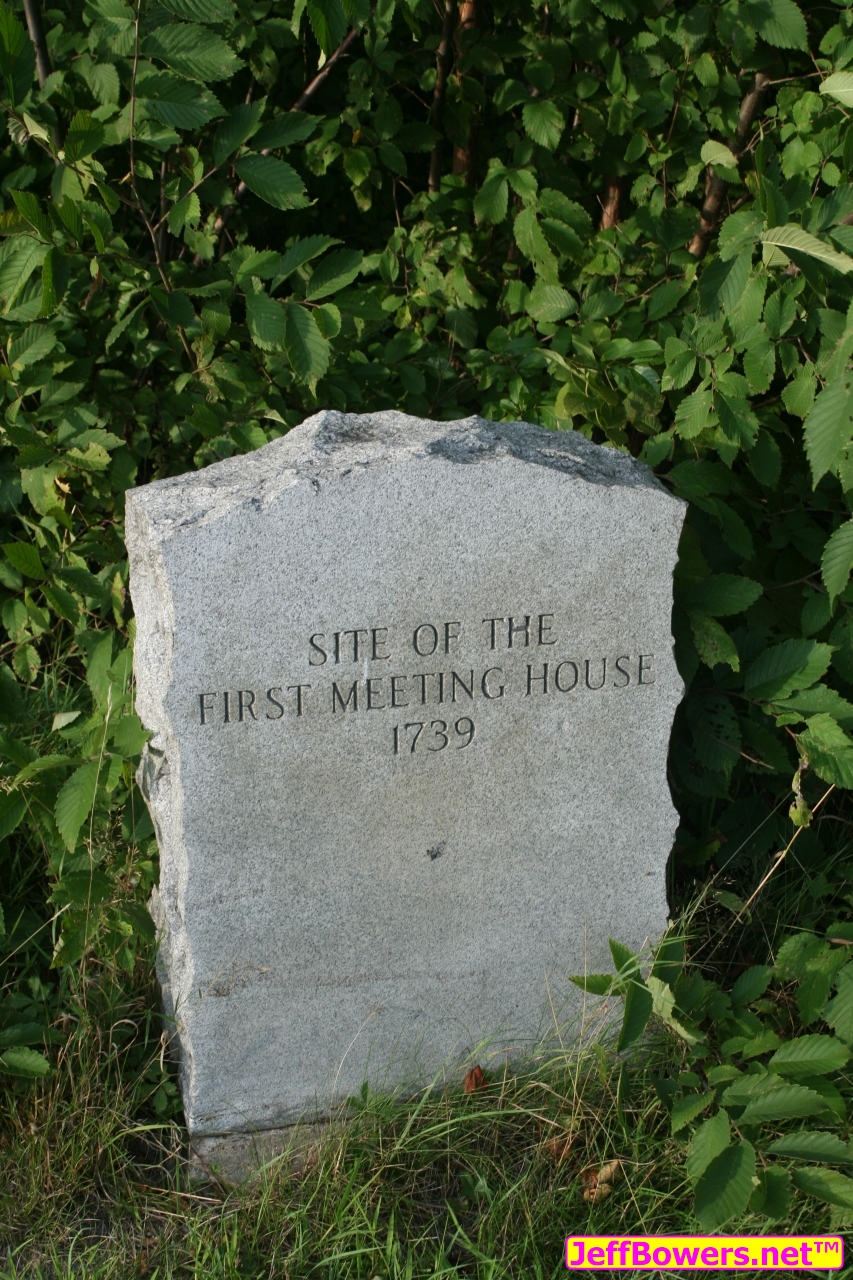 SITE OF THE
FIRST MEETING HOUSE
1739
JeffBowers.net™